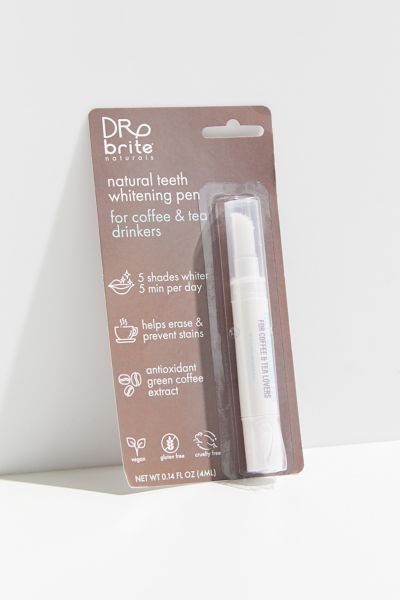 DR.
brite
naturals
natural teeth
whitening pen
for coffee & tea
drinkers
5 shades whiter
5 min per day
helps erase &
prevent stains
antioxidant
green coffee
extract
vegan
gluten free
cruelty free
NET WT 0.14 FL OZ (4ML)
FOR COFFEE & TEA LOVERS